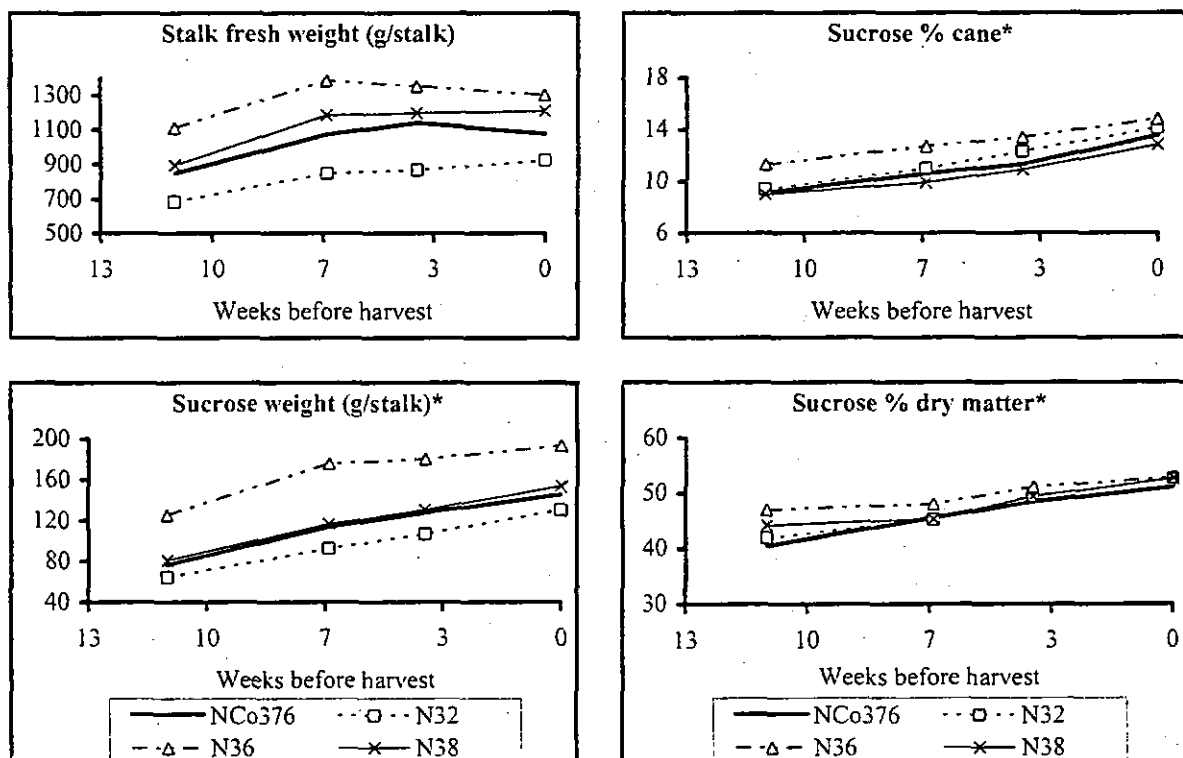 Stalk fresh weight (g/stalk)
1300
1100
900
700
500
13 10 7 3 0
Weeks before harvest
Sucrose % cane*
18
14
10
6
13 10 7 3 0
Weeks before harvest
Sucrose weight (g/stalk)*
200
160
120
80
40
13 10 7 3 0
Weeks before harvest
NCo376 N32
N36 N38
Sucrose % dry matter*
60
50
40
30
13 10 7 3 0
Weeks before harvest
NCo376 N32
N36 N38